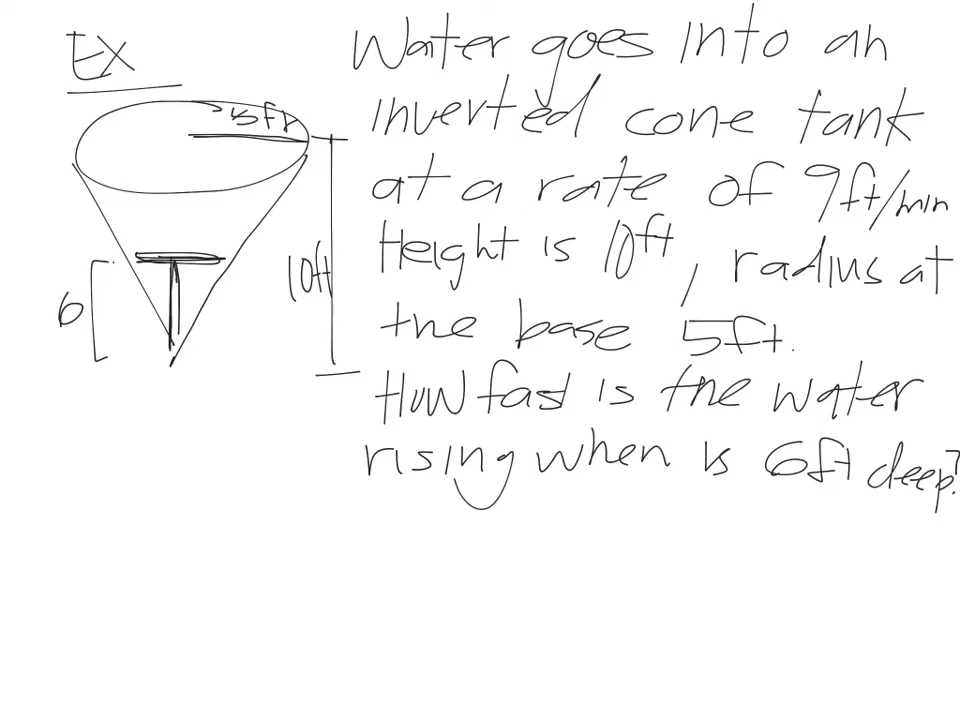 EX
Water goes into an
inverted cone tank
at a rate of 9ft/min
Height is 10ft, radius at
the base 5ft.
How fast is the water
rising when is 6ft deep?
5ft
10ft
6